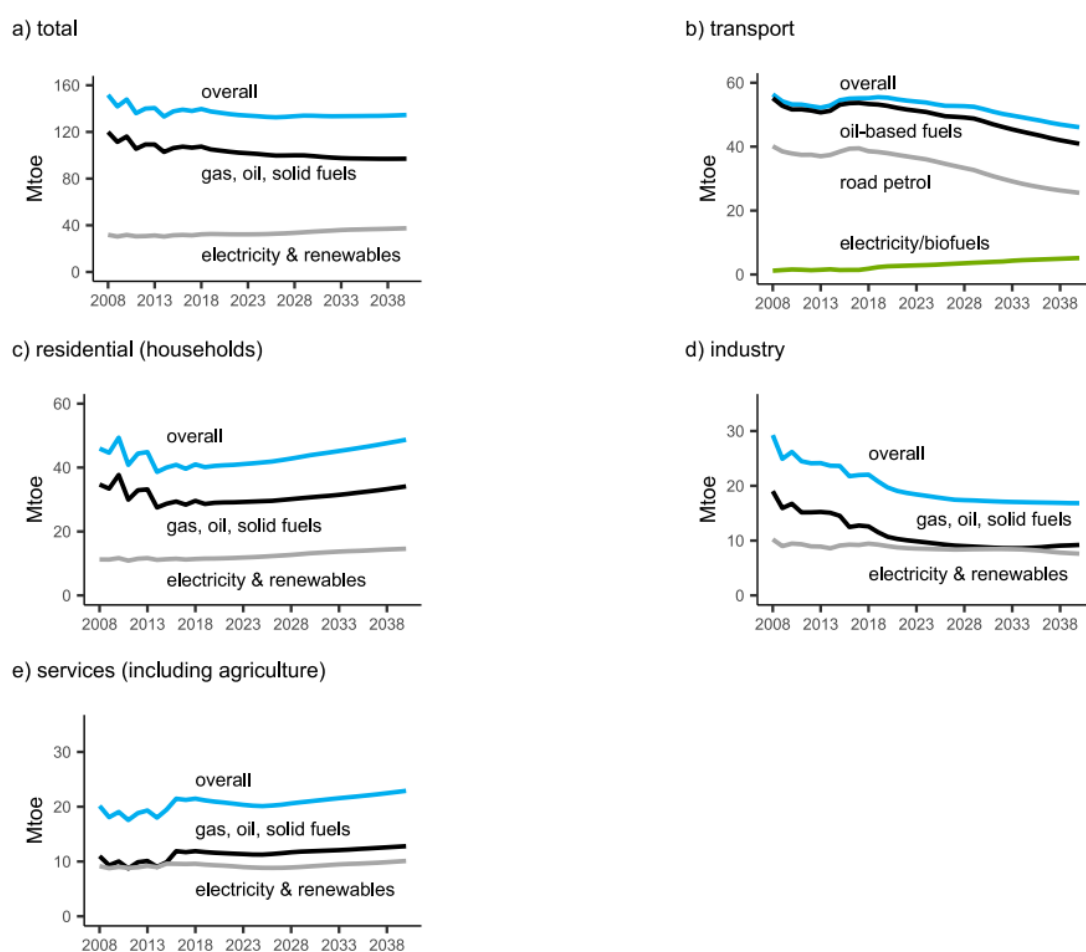 a) total
Mtoe
160
120
80
40
0
overall
gas, oil, solid fuels
electricity & renewables
2008 2013 2018 2023 2028 2033 2038
b) transport
Mtoe
60
40
20
0
overall
oil-based fuels
road petrol
electricity/biofuels
2008 2013 2018 2023 2028 2033 2038
c) residential (households)
Mtoe
60
40
20
0
overall
gas, oil, solid fuels
electricity & renewables
2008 2013 2018 2023 2028 2033 2038
d) industry
Mtoe
30
20
10
0
overall
gas, oil, solid fuels
electricity & renewables
2008 2013 2018 2023 2028 2033 2038
e) services (including agriculture)
Mtoe
30
20
10
0
overall
gas, oil, solid fuels
electricity & renewables
2008 2013 2018 2023 2028 2033 2038